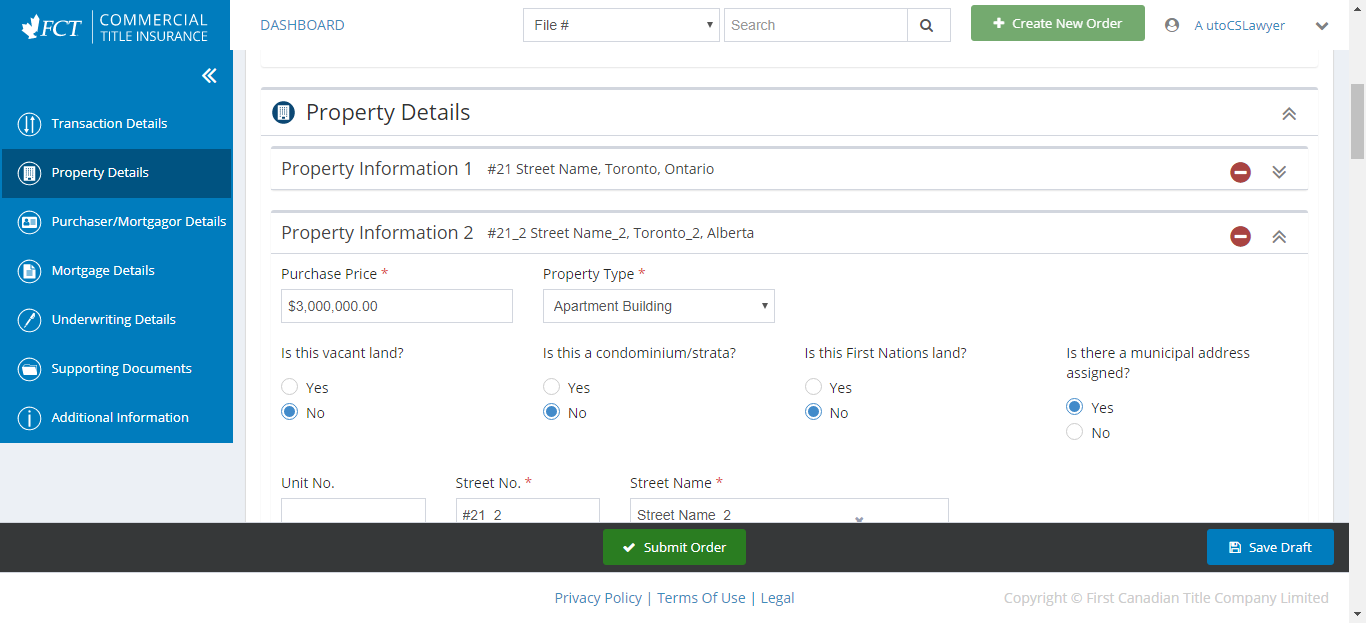 FCT COMMERCIAL TITLE INSURANCE
DASHBOARD
File #
Search
Create New Order
A utoCSLawyer
Transaction Details
Property Details
Purchaser/Mortgagor Details
Mortgage Details
Underwriting Details
Supporting Documents
Additional Information
Property Details
Property Information 1 #21 Street Name, Toronto, Ontario
Property Information 2 #21_2 Street Name_2, Toronto_2, Alberta
Purchase Price * Property Type *
$3,000,000.00 Apartment Building
Is this vacant land? Is this a condominium/strata? Is this First Nations land? Is there a municipal address assigned?
Yes Yes Yes Yes
No No No No
Unit No. Street No. * Street Name *
#21_2 Street Name_2
Submit Order Save Draft
Privacy Policy | Terms Of Use | Legal
Copyright © First Canadian Title Company Limited